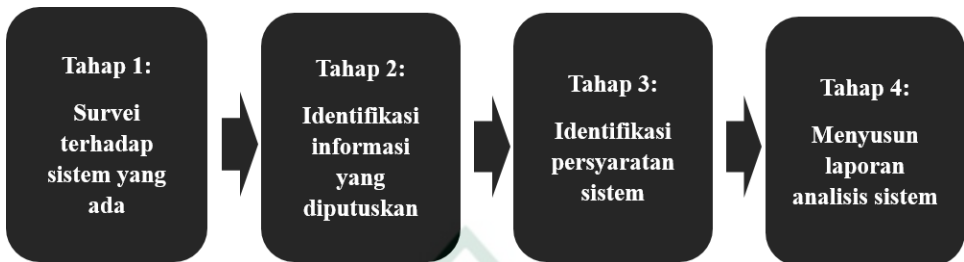 Tahap 1:
Survei
terhadap
sistem yang
ada
Tahap 2:
Identifikasi
informasi
yang
diputuskan
Tahap 3:
Identifikasi
persyaratan
sistem
Tahap 4:
Menyusun
laporan
analisis sistem